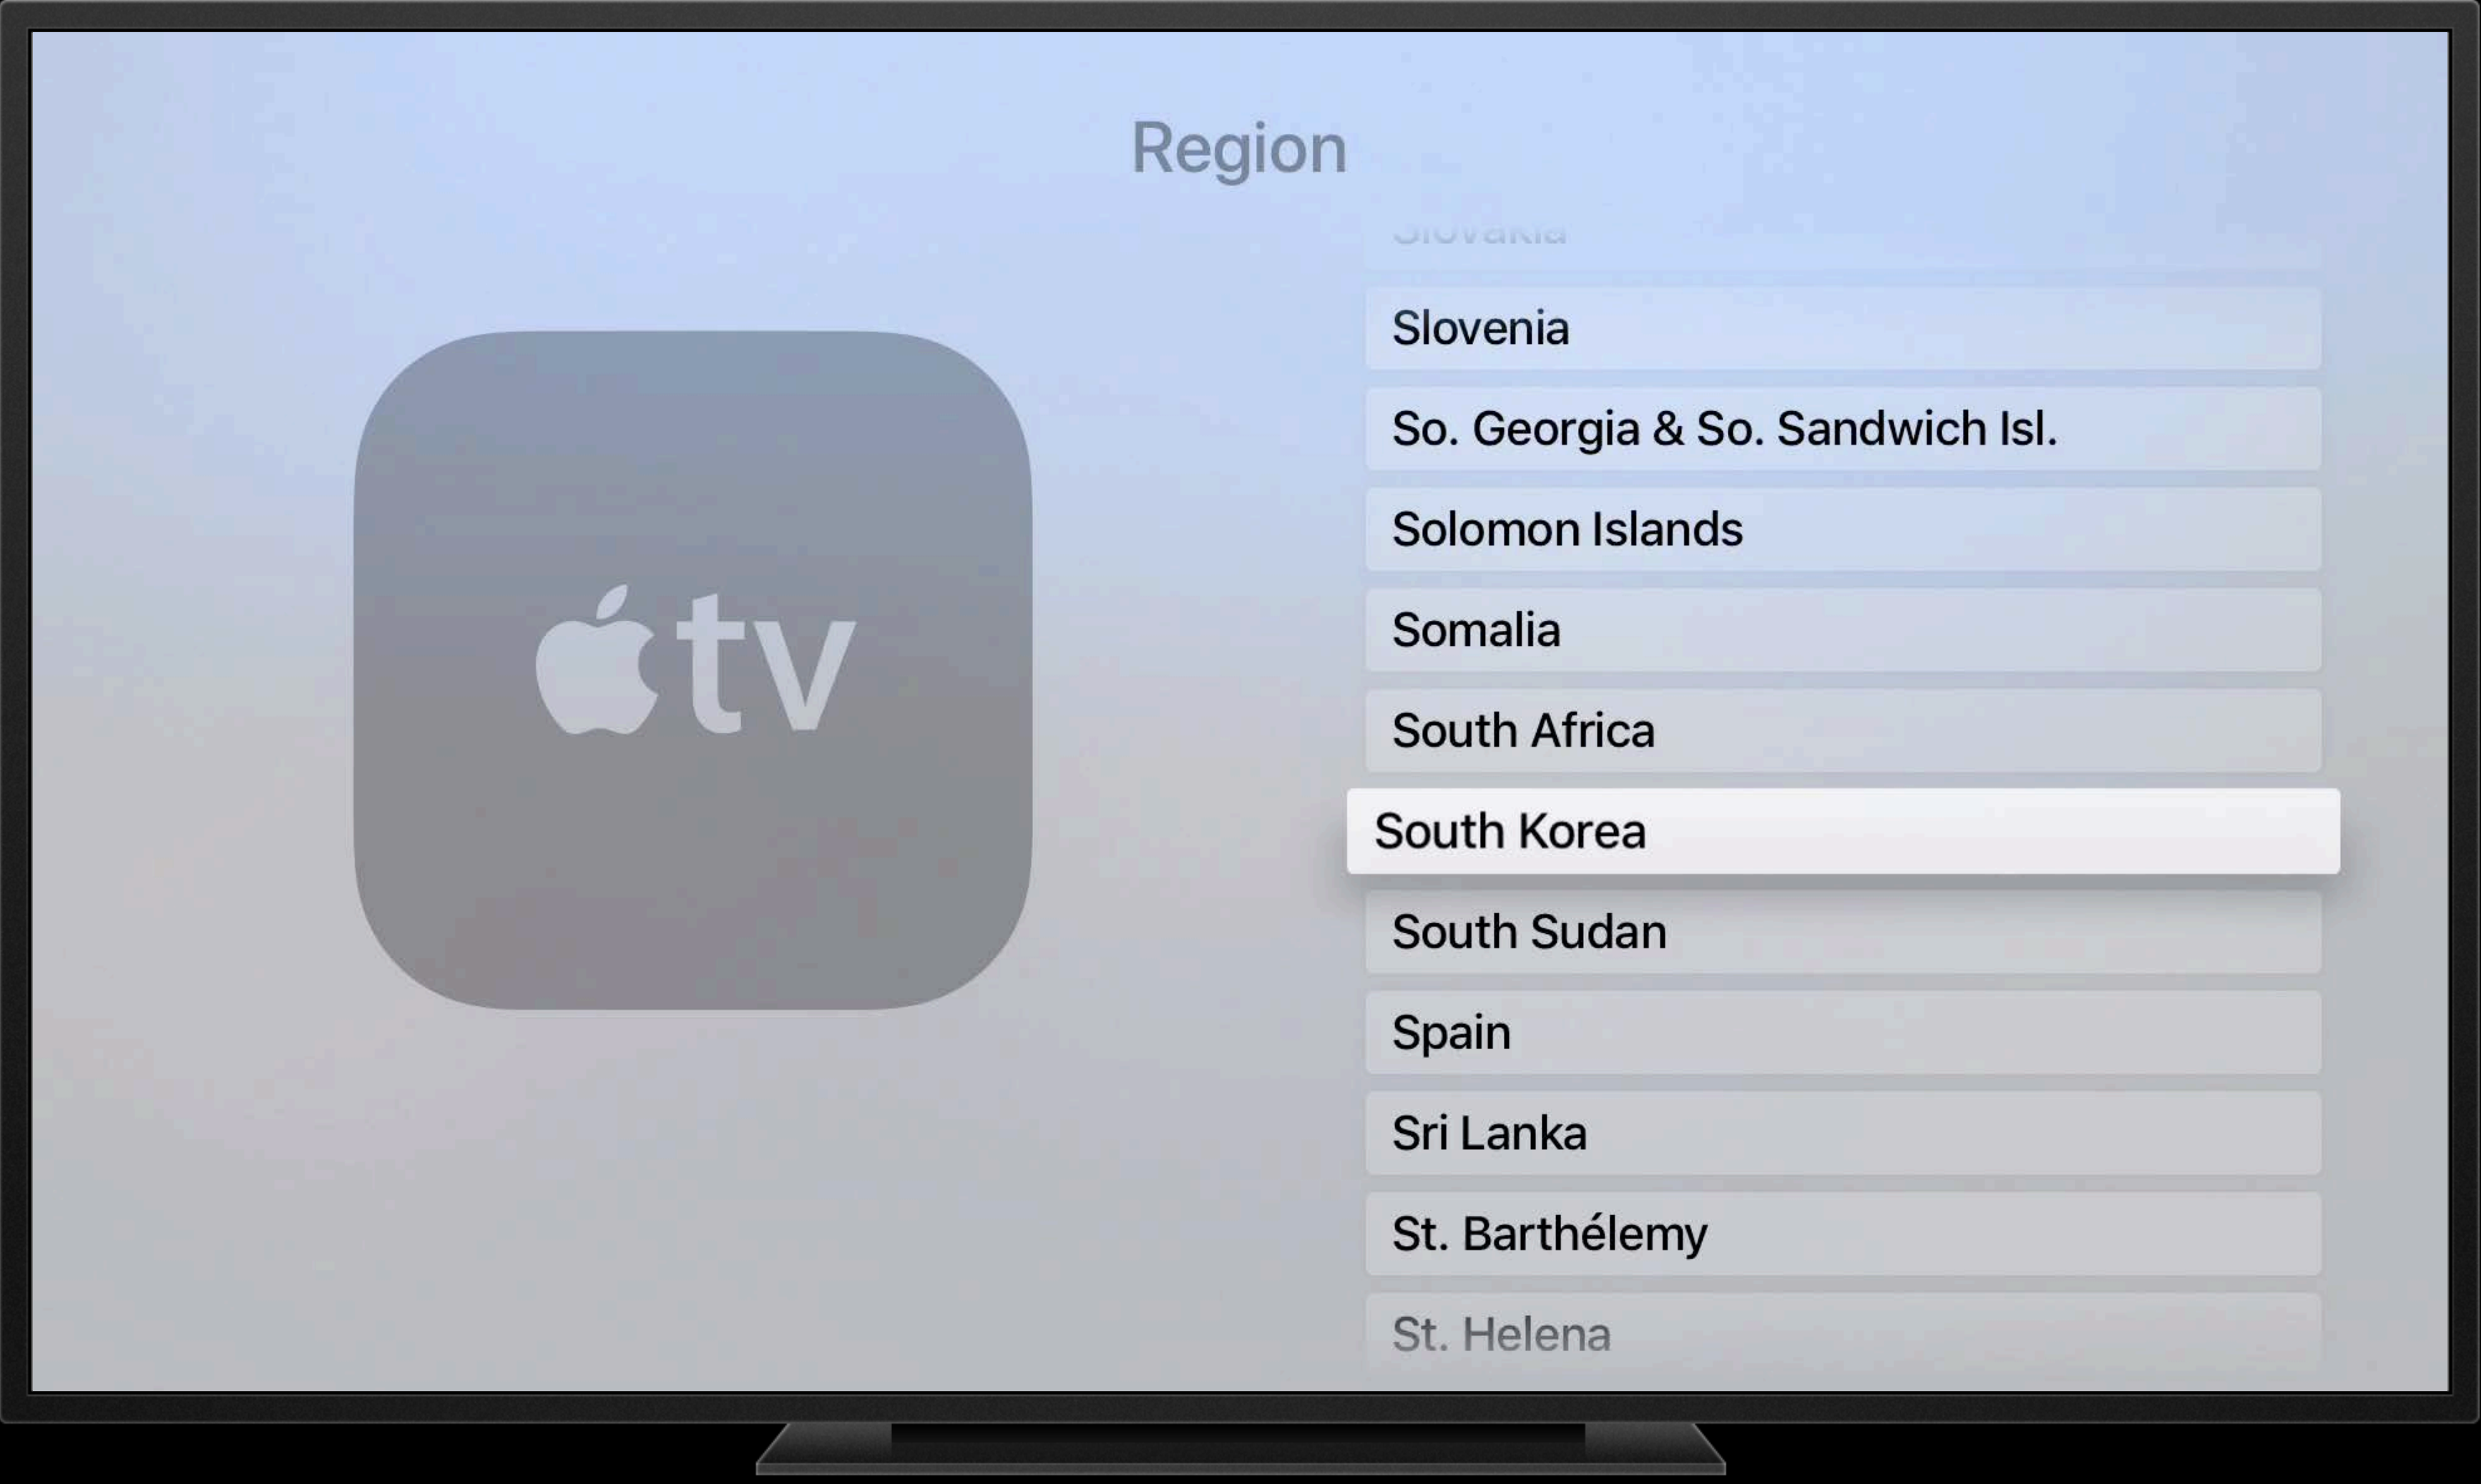 Region
Slovakia
Slovenia
So. Georgia & So. Sandwich Isl.
Solomon Islands
Somalia
South Africa
tv
South Korea
South Sudan
Spain
Sri Lanka
St. Barthélemy
St. Helena